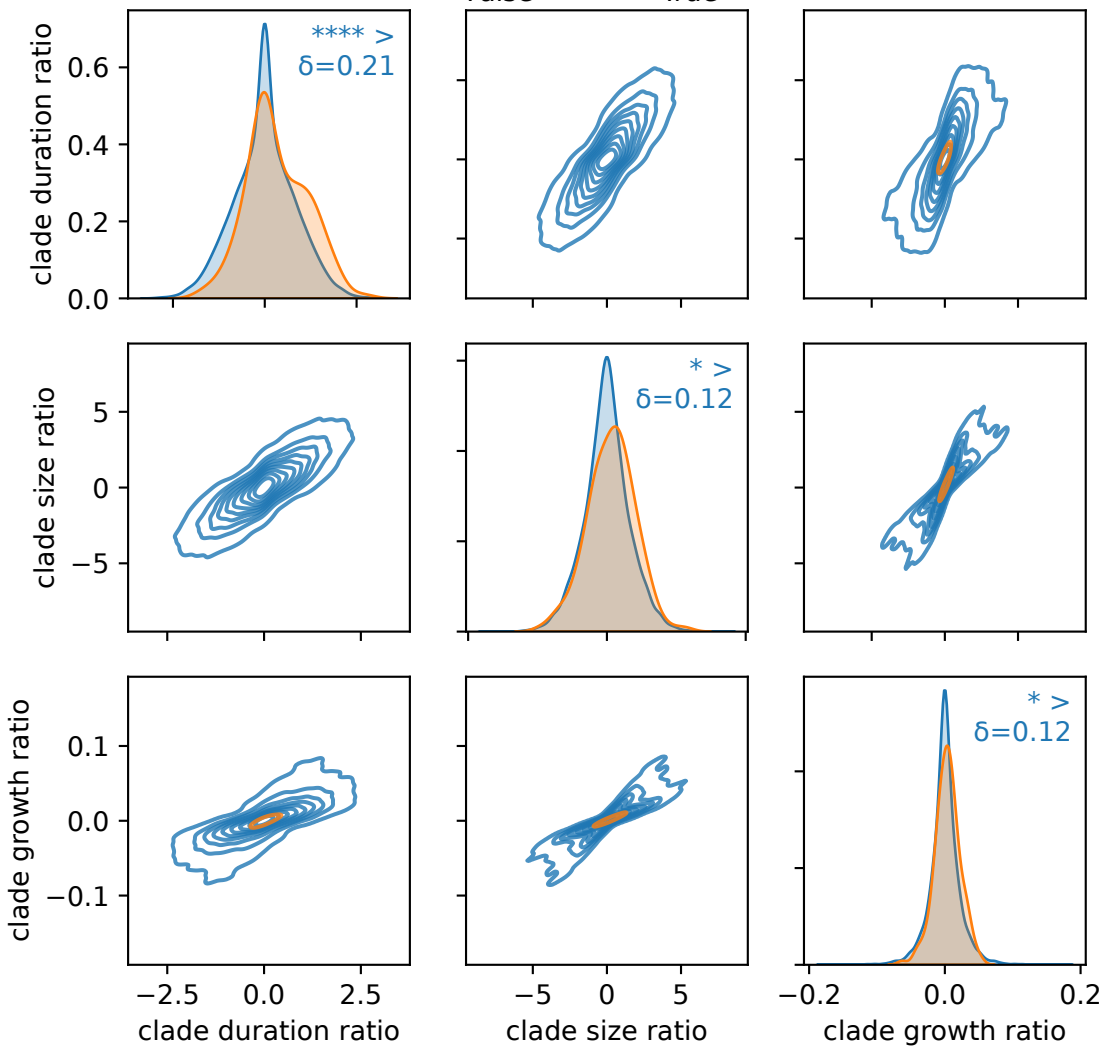 False True
clade duration ratio
0.6
0.4
0.2
0.0
**** >
δ=0.21
clade size ratio
5
0
−5
* >
δ=0.12
clade growth ratio
0.1
0.0
−0.1
* >
δ=0.12
−2.5 0.0 2.5
−5 0 5
−0.2 0.0 0.2
clade duration ratio
clade size ratio
clade growth ratio